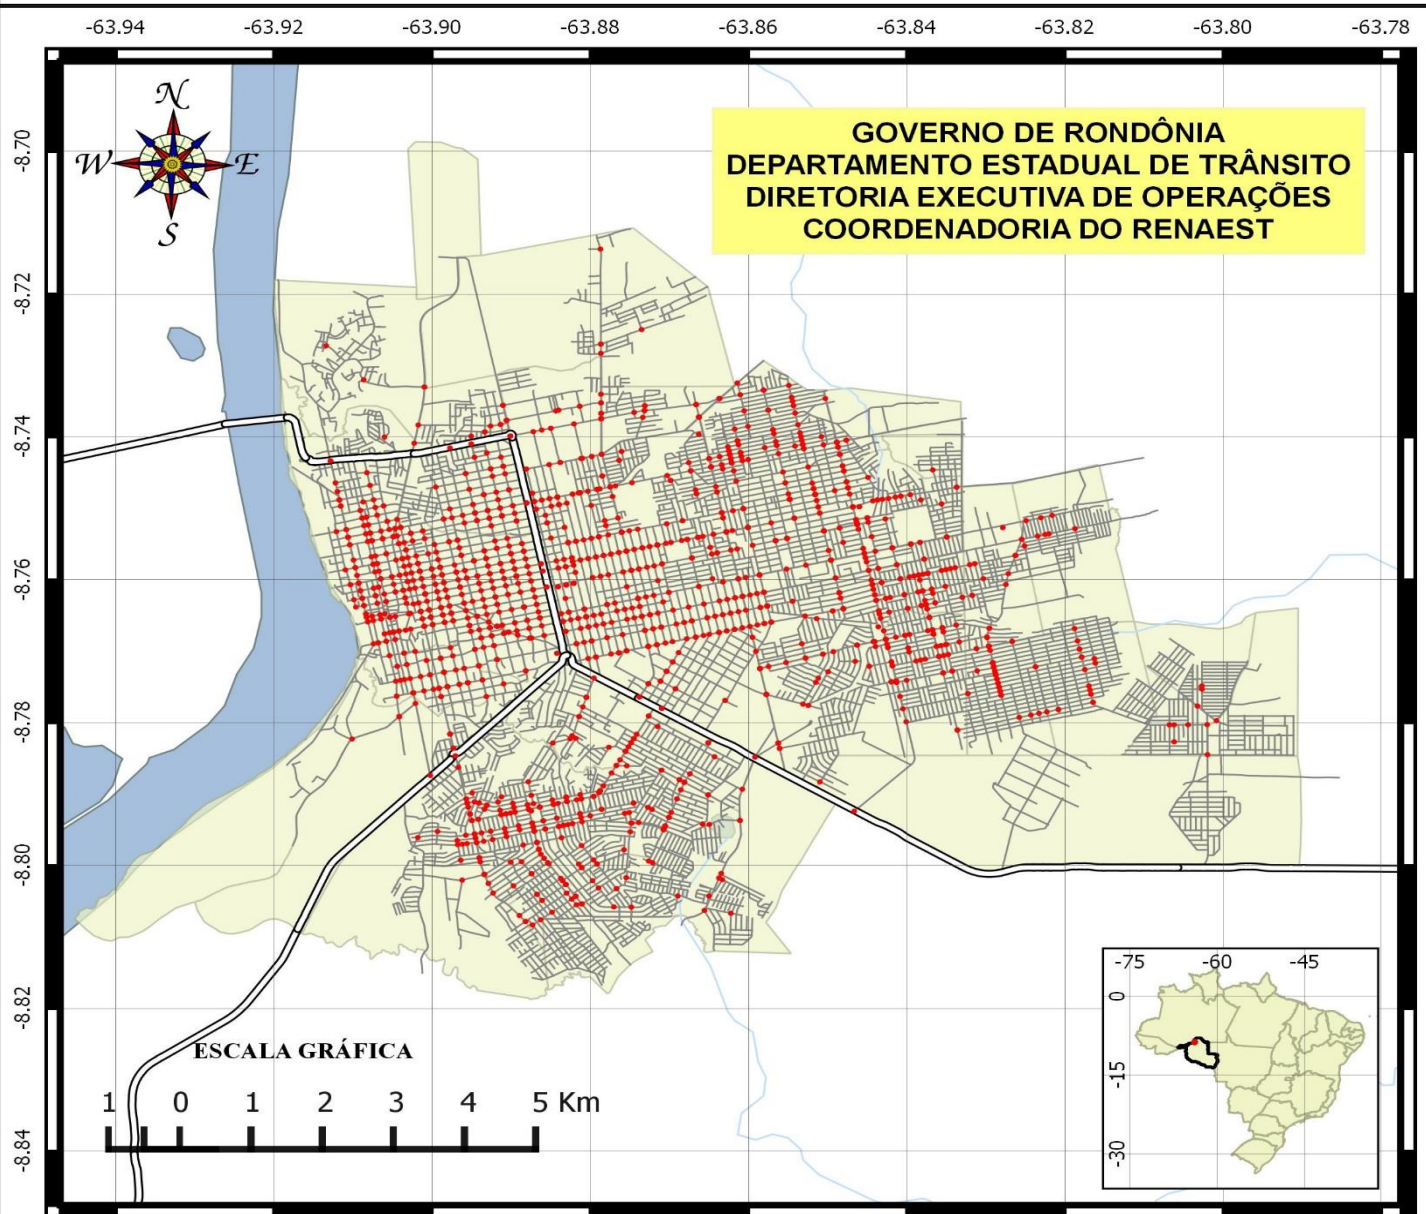 -63.94 -63.92 -63.90 -63.88 -63.86 -63.84 -63.82 -63.80 -63.78
N
W E
S
GOVERNO DE RONDÔNIA
DEPARTAMENTO ESTADUAL DE TRÂNSITO
DIRETORIA EXECUTIVA DE OPERAÇÕES
COORDENADORIA DO RENAEST
-8.70
-8.72
-8.74
-8.76
-8.78
-8.80
-8.82
-8.84
ESCALA GRÁFICA
1 0 1 2 3 4 5 Km
-75 -60 -45
0
-15
-30